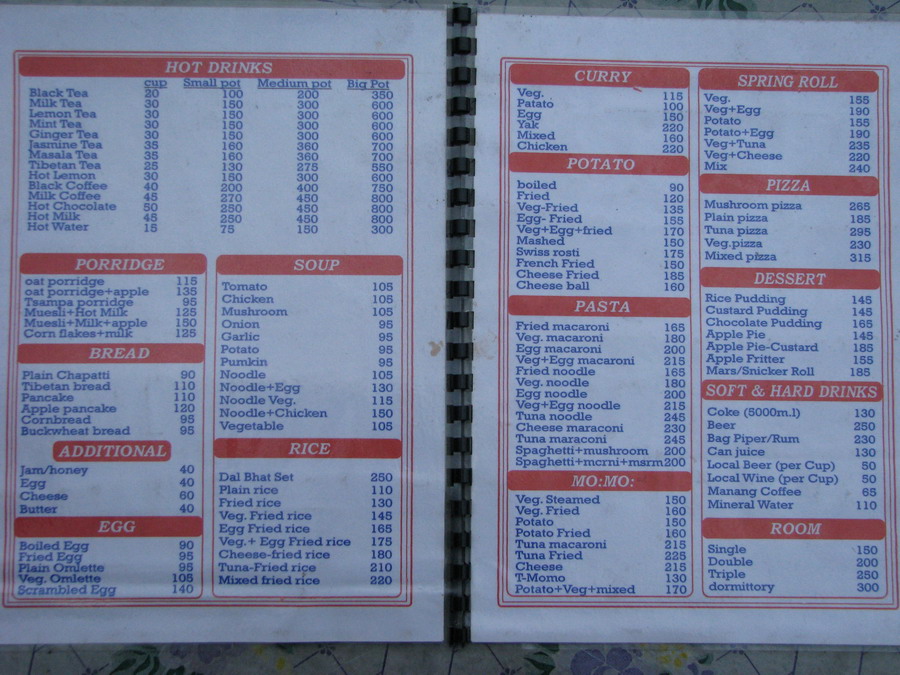 HOT DRINKS
cup Small pot Medium pot Big Pot
Black Tea 20 100 200 350
Milk Tea 30 150 300 600
Lemon Tea 30 150 300 600
Mint Tea 30 150 300 600
Ginger Tea 30 150 300 600
Jasmine Tea 35 160 360 700
Masala Tea 35 160 360 700
Tibetan Tea 25 130 275 550
Hot Lemon 30 150 300 600
Black Coffee 40 200 400 750
Milk Coffee 45 270 450 800
Hot Chocolate 50 250 450 800
Hot Milk 45 250 450 800
Hot Water 15 75 150 300
PORRIDGE
oat porridge 115
oat porridge+apple 135
Tsampa porridge 95
Muesli+Hot Milk 125
Muesli+Milk+apple 150
Corn flakes+milk 125
BREAD
Plain Chapatti 90
Tibetan bread 110
Pancake 110
Apple pancake 120
Cornbread 95
Buckwheat bread 95
ADDITIONAL
Jam/honey 40
Egg 40
Cheese 60
Butter 40
EGG
Boiled Egg 90
Fried Egg 95
Plain Omlette 95
Veg. Omlette 105
Scrambled Egg 140
SOUP
Tomato 105
Chicken 105
Mushroom 105
Onion 95
Garlic 95
Potato 95
Pumkin 95
Noodle 105
Noodle+Egg 130
Noodle Veg. 115
Noodle+Chicken 150
Vegetable 105
RICE
Dal Bhat Set 250
Plain rice 110
Fried rice 130
Veg. Fried rice 145
Egg Fried rice 165
Veg.+ Egg Fried rice 175
Cheese-fried rice 180
Tuna-Fried rice 210
Mixed fried rice 220
CURRY
Veg. 115
Patato 100
Egg 150
Yak 220
Mixed 160
Chicken 220
POTATO
boiled 90
Fried 120
Veg-Fried 135
Egg- Fried 155
Veg+Egg+fried 170
Mashed 150
Swiss rosti 175
French Fried 150
Cheese Fried 185
Cheese ball 160
PASTA
Fried macaroni 165
Veg. macaroni 180
Egg macaroni 200
Veg+Egg macaroni 215
Fried noodle 165
Veg. noodle 180
Egg noodle 200
Veg+Egg noodle 215
Tuna noodle 245
Cheese maraconi 230
Tuna maraconi 245
Spaghetti+mushroom 200
Spaghetti+mcrni+msrm200
MO:MO:
Veg. Steamed 150
Veg. Fried 160
Potato 150
Potato Fried 160
Tuna macaroni 215
Tuna Fried 225
Cheese 215
T-Momo 130
Potato+Veg+mixed 170
SPRING ROLL
Veg. 155
Veg+Egg 190
Potato 155
Potato+Egg 190
Veg+Tuna 235
Veg+Cheese 220
Mix 240
PIZZA
Mushroom pizza 265
Plain pizza 185
Tuna pizza 295
Veg.pizza 230
Mixed pizza 315
DESSERT
Rice Pudding 145
Custard Pudding 145
Chocolate Pudding 165
Apple Pie 145
Apple Pie-Custard 185
Apple Fritter 155
Mars/Snicker Roll 185
SOFT & HARD DRINKS
Coke (5000m.l) 130
Beer 250
Bag Piper/Rum 230
Can juice 130
Local Beer (per Cup) 50
Local Wine (per Cup) 50
Manang Coffee 65
Mineral Water 110
ROOM
Single 150
Double 200
Triple 250
dormittory 300